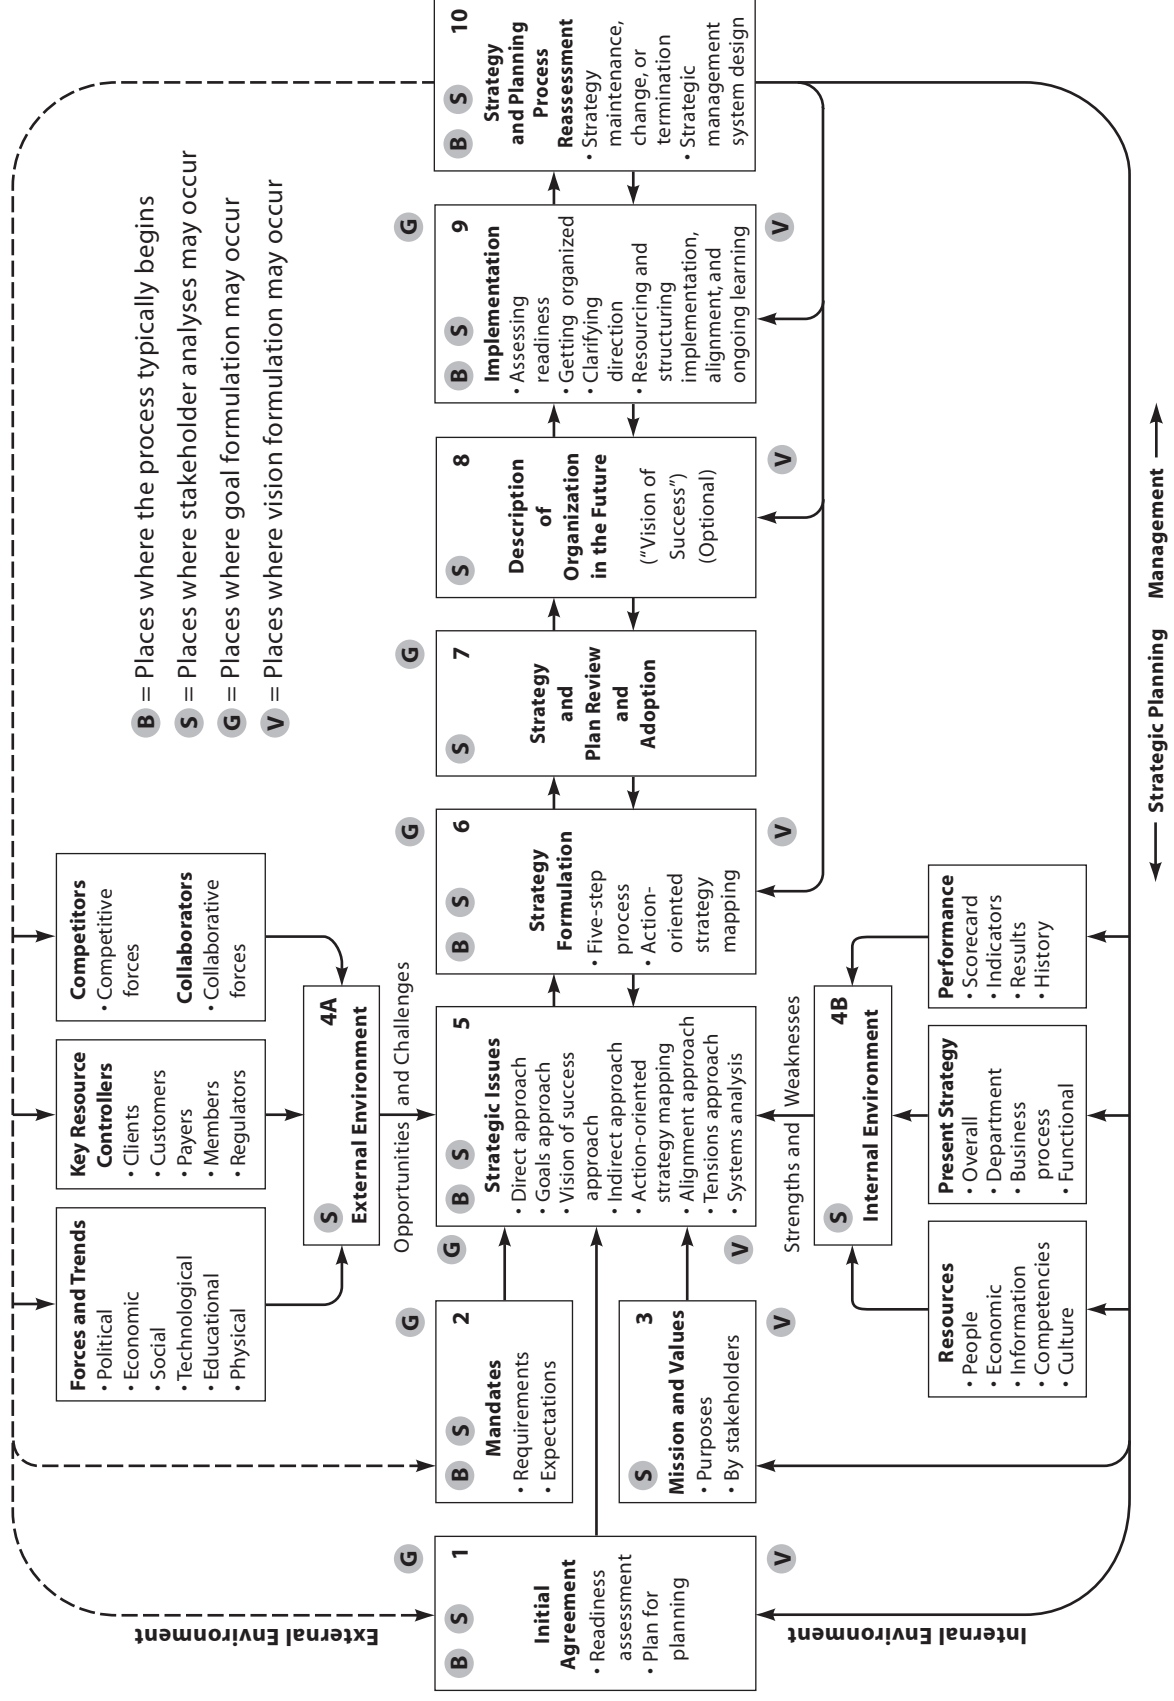 B = Places where the process typically begins
S = Places where stakeholder analyses may occur
G = Places where goal formulation may occur
V = Places where vision formulation may occur
External Environment
Internal Environment
Forces and Trends
• Political
• Economic
• Social
• Technological
• Educational
• Physical
Key Resource
Controllers
• Clients
• Customers
• Payers
• Members
• Regulators
Competitors
• Competitive
forces
Collaborators
• Collaborative
forces
S
4A
External Environment
Opportunities and Challenges
G
B S 1
Initial
Agreement
• Readiness
assessment
• Plan for
planning
V
G
B S 2
Mandates
• Requirements
• Expectations
S 3
Mission and Values
• Purposes
• By stakeholders
V
G
B S 5
Strategic Issues
• Direct approach
• Goals approach
• Vision of success
approach
• Indirect approach
• Action-oriented
strategy mapping
• Alignment approach
• Tensions approach
• Systems analysis
V
G
B S 6
Strategy
Formulation
• Five-step
process
• Action-
oriented
strategy
mapping
V
G
S 7
Strategy
and
Plan Review
and
Adoption
S 8
Description
of
Organization
in the Future
(“Vision of
Success”)
(Optional)
V
G
B S 9
Implementation
• Assessing
readiness
• Getting organized
• Clarifying
direction
• Resourcing and
structuring
implementation,
alignment, and
ongoing learning
V
B S 10
Strategy
and Planning
Process
Reassessment
• Strategy
maintenance,
change, or
termination
• Strategic
management
system design
Strengths and Weaknesses
S
4B
Internal Environment
Resources
• People
• Economic
• Information
• Competencies
• Culture
Present Strategy
• Overall
• Department
• Business
process
• Functional
Performance
• Scorecard
• Indicators
• Results
• History
Strategic Planning Management